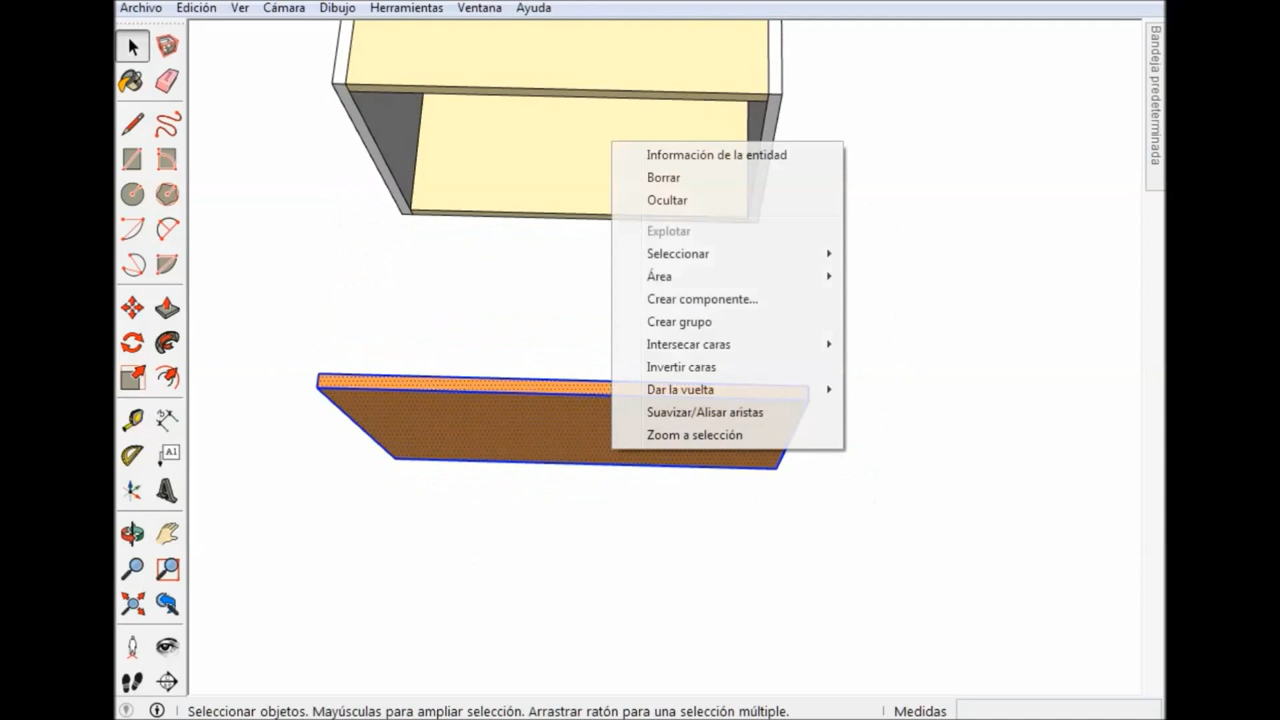 Archivo Edición Ver Cámara Dibujo Herramientas Ventana Ayuda
Bandeja predeterminada
Información de la entidad
Borrar
Ocultar
Explotar
Seleccionar
Área
Crear componente...
Crear grupo
Intersecar caras
Invertir caras
Dar la vuelta
Suavizar/Alisar aristas
Zoom a selección
A1
Seleccionar objetos. Mayúsculas para ampliar selección. Arrastrar ratón para una selección múltiple. Medidas